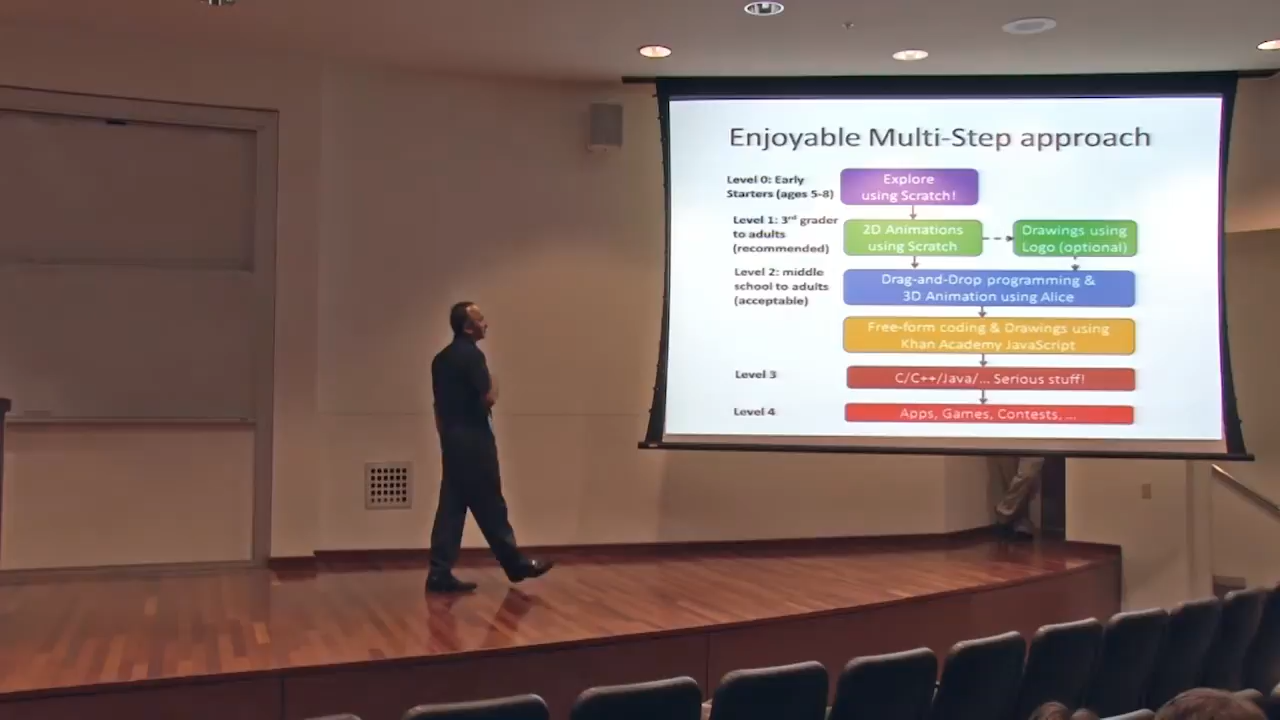 Enjoyable Multi-Step approach
Level 0: Early
Starters (ages 5-8)
Explore
using Scratch!
Level 1: 3rd grader
to adults
(recommended)
2D Animations
using Scratch
Drawings using
Logo (optional)
Level 2: middle
school to adults
(acceptable)
Drag-and-Drop programming &
3D Animation using Alice
Free-form coding & Drawings using
Khan Academy JavaScript
Level 3
C/C++/Java/... Serious stuff!
Level 4
Apps, Games, Contests, ...